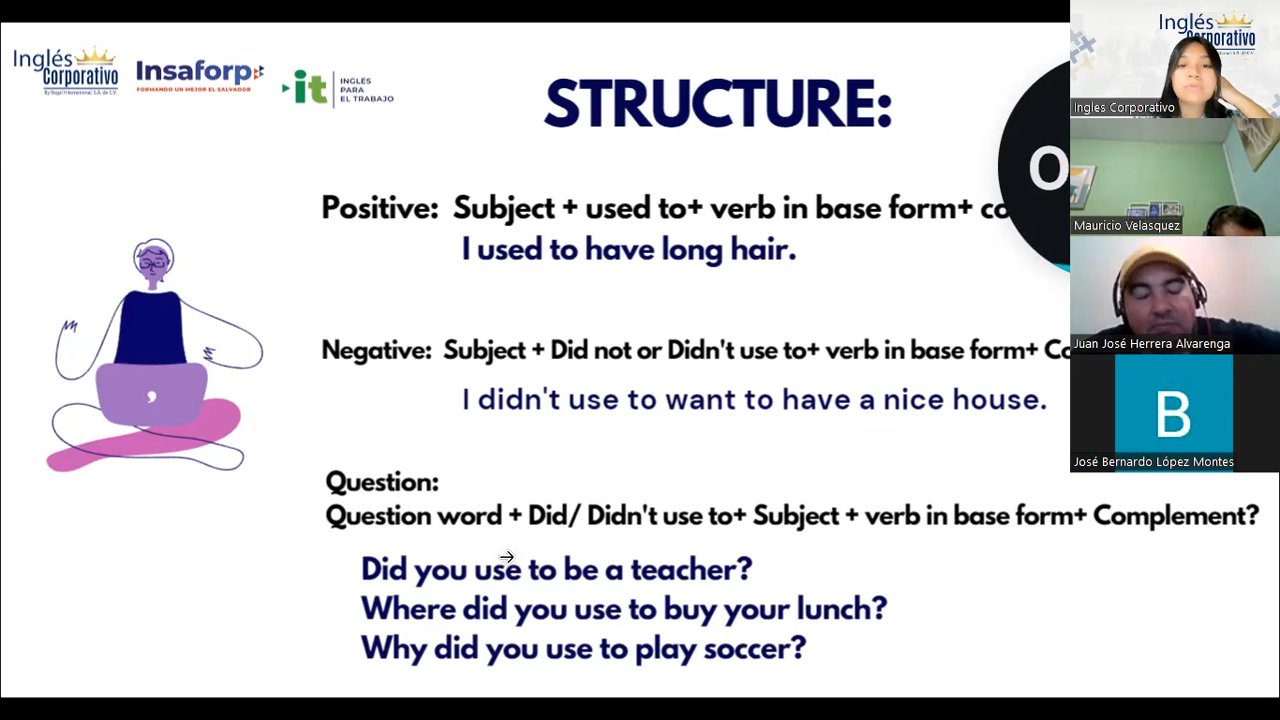 Inglés
Corporativo
By Regal International, S.A. de C.V.
Insaforp
FORMANDO UN MEJOR EL SALVADOR
it
INGLÉS
PARA
EL TRABAJO
STRUCTURE:
Positive: Subject + used to+ verb in base form+ co
I used to have long hair.
Negative: Subject + Did not or Didn't use to+ verb in base form+ Co
I didn't use to want to have a nice house.
Question:
Question word + Did/ Didn't use to+ Subject + verb in base form+ Complement?
Did you use to be a teacher?
Where did you use to buy your lunch?
Why did you use to play soccer?
O
Inglés
Corporativo
Ingles Corporativo
Mauricio Velasquez
Juan José Herrera Alvarenga
B
José Bernardo López Montes